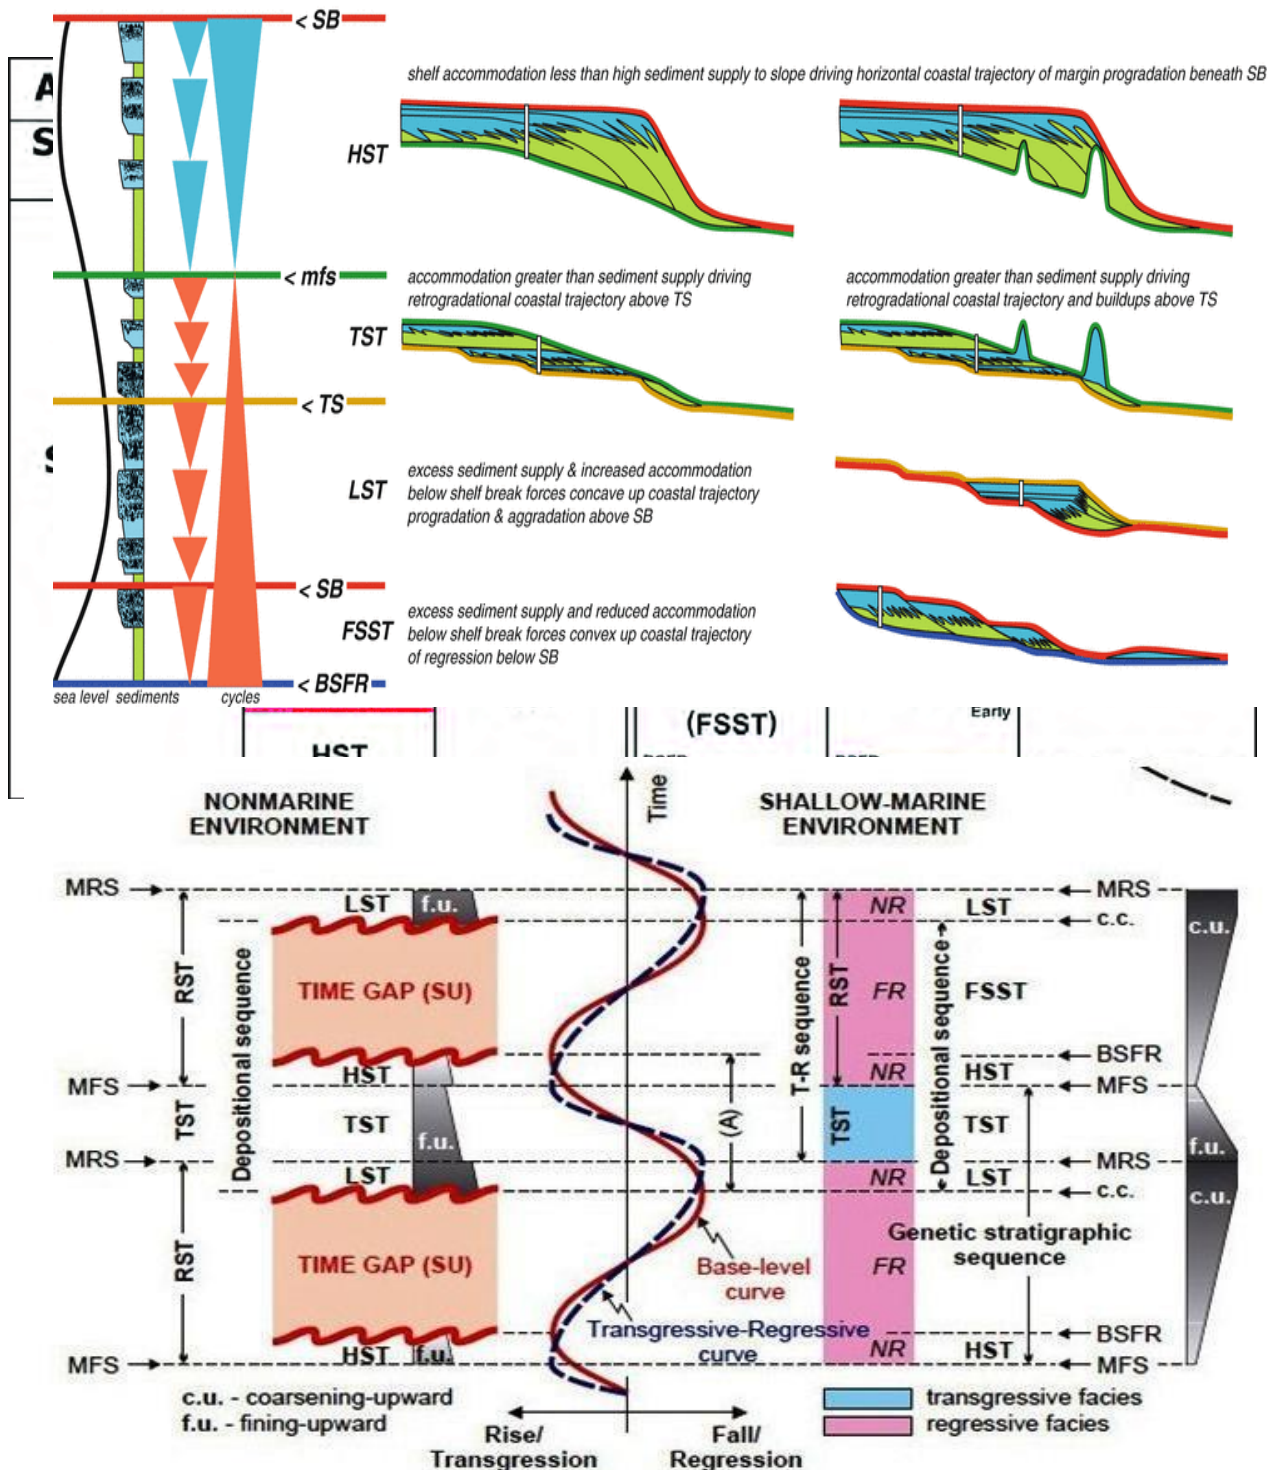 < SB
shelf accommodation less than high sediment supply to slope driving horizontal coastal trajectory of margin progradation beneath SB
A
S
HST
< mfs
accommodation greater than sediment supply driving
retrogradational coastal trajectory above TS
accommodation greater than sediment supply driving
retrogradational coastal trajectory and buildups above TS
TST
< TS
LST
excess sediment supply & increased accommodation
below shelf break forces concave up coastal trajectory
progradation & aggradation above SB
< SB
FSST
excess sediment supply and reduced accommodation
below shelf break forces convex up coastal trajectory
of regression below SB
< BSFR
sea level sediments cycles
HST
(FSST)
Early
NONMARINE
ENVIRONMENT
Time
SHALLOW-MARINE
ENVIRONMENT
MRS
LST
f.u.
NR
LST
MRS
c.c.
c.u.
RST
Depositional sequence
TIME GAP (SU)
T-R sequence
RST
FR
Depositional sequence
FSST
BSFR
HST
NR
HST
MFS
MFS
TST
TST
f.u.
(A)
TST
TST
f.u.
MRS
MRS
LST
NR
LST
c.c.
c.u.
RST
TIME GAP (SU)
Base-level
curve
FR
Genetic stratigraphic
sequence
Transgressive-Regressive
curve
BSFR
HST
f.u.
NR
HST
MFS
MFS
c.u. - coarsening-upward
f.u. - fining-upward
transgressive facies
regressive facies
Rise/
Transgression
Fall/
Regression